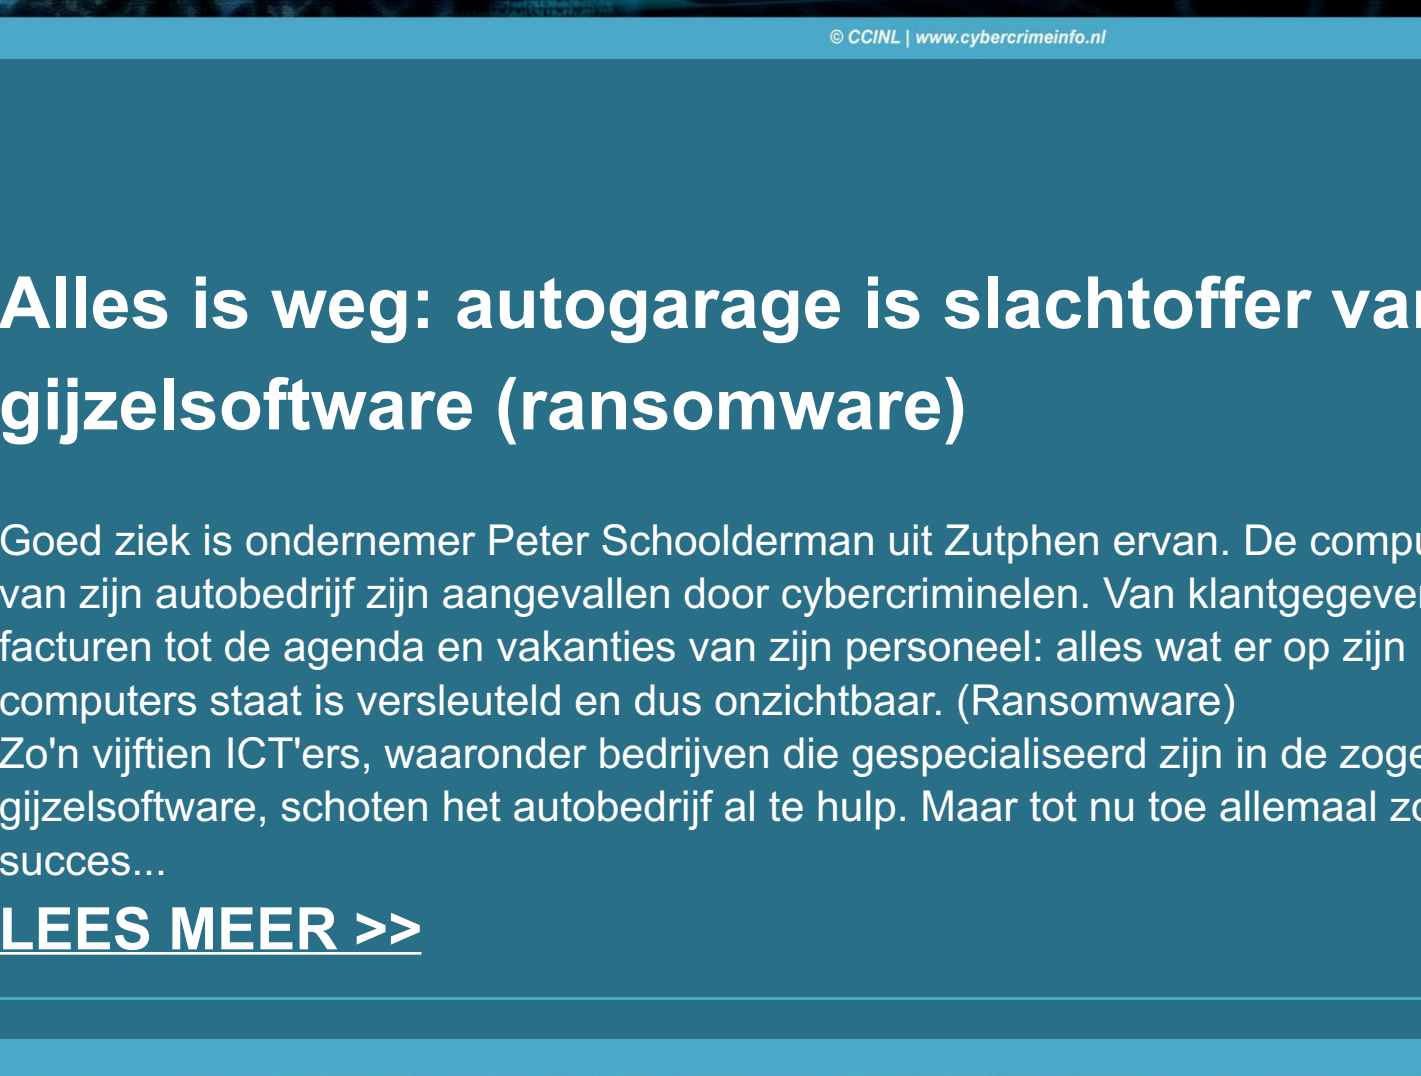 © CCINL | www.cybercrimeinfo.nl
Alles is weg: autogarage is slachtoffer
gijzelsoftware (ransomware)
Goed ziek is ondernemer Peter Schoolderman uit Zutphen ervan. De
van zijn autobedrijf zijn aangevallen door cybercriminelen. Van
facturen tot de agenda en vakanties van zijn personeel: alles wat er op zijn
computers staat is versleuteld en dus onzichtbaar. (Ransomware)
Zo'n vijftien ICT'ers, waaronder bedrijven die gespecialiseerd zijn in de
gijzelsoftware, schoten het autobedrijf al te hulp. Maar tot nu toe allemaal
succes...
LEES MEER >>